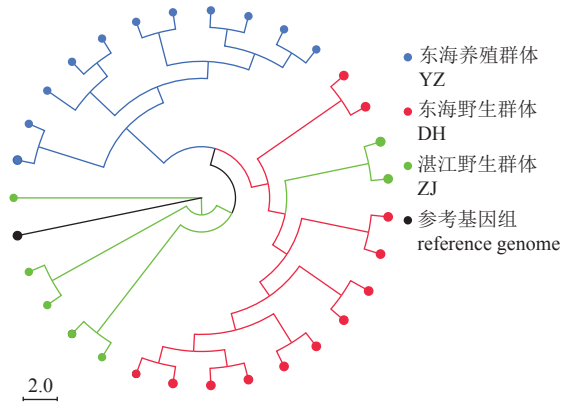 东海养殖群体
YZ
东海野生群体
DH
湛江野生群体
ZJ
参考基因组
reference genome
2.0